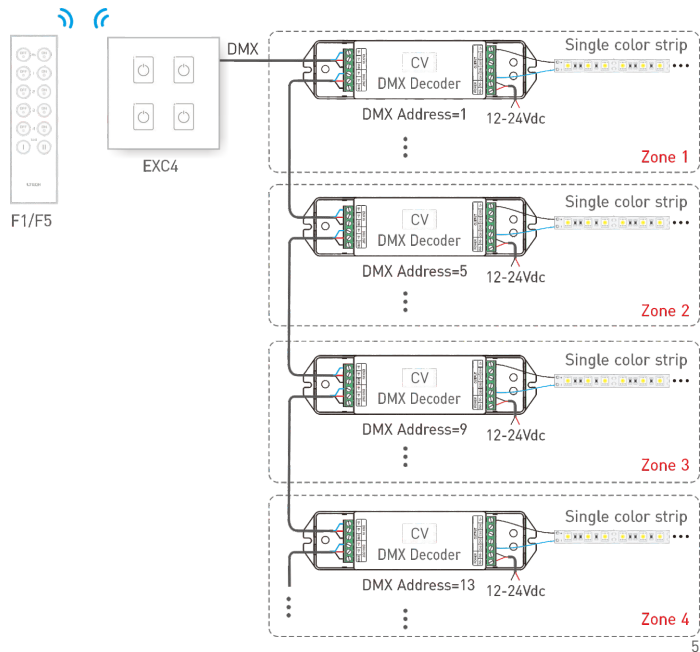 DMX
EXC4
F1/F5
CV
DMX Decoder
DMX Address=1
12-24Vdc
Single color strip
Zone 1
CV
DMX Decoder
DMX Address=5
12-24Vdc
Single color strip
Zone 2
CV
DMX Decoder
DMX Address=9
12-24Vdc
Single color strip
Zone 3
CV
DMX Decoder
DMX Address=13
12-24Vdc
Single color strip
Zone 4
5